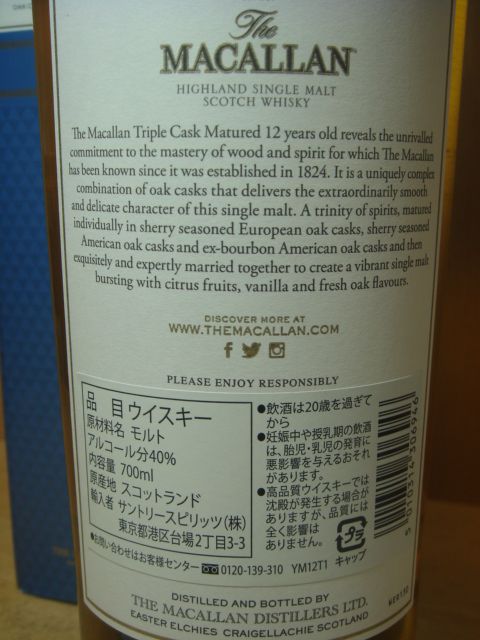 The
MACALLAN
HIGHLAND SINGLE MALT
SCOTCH WHISKY
The Macallan Triple Cask Matured 12 years old reveals the unrivalled
commitment to the mastery of wood and spirit for which The Macallan
has been known since it was established in 1824. It is a uniquely complex
combination of oak casks that delivers the extraordinarily smooth
and delicate character of this single malt. A trinity of spirits, matured
individually in sherry seasoned European oak casks, sherry seasoned
American oak casks and ex-bourbon American oak casks and then
exquisitely and expertly married together to create a vibrant single malt
bursting with citrus fruits, vanilla and fresh oak flavours.
DISCOVER MORE AT
WWW.THEMACALLAN.COM
PLEASE ENJOY RESPONSIBLY
品 目 ウイスキー
原材料名 モルト
アルコール分40%
内容量 700ml
原産地 スコットランド
輸入者 サントリースピリッツ(株)
東京都港区台場2丁目3-3
●飲酒は20歳を過ぎて
から
●妊娠中や授乳期の飲酒
は、胎児・乳児の発育に
悪影響を与えるおそれ
があります。
●高品質ウイスキーでは
沈殿が発生する場合が
ありますが、品質には
全く影響は
ありません。
プラ
キャップ
●お問い合わせはお客様センター 0120-139-310 YM12T1
5 010314 306946
DISTILLED AND BOTTLED BY
THE MACALLAN DISTILLERS LTD.
EASTER ELCHIES CRAIGELLACHIE SCOTLAND